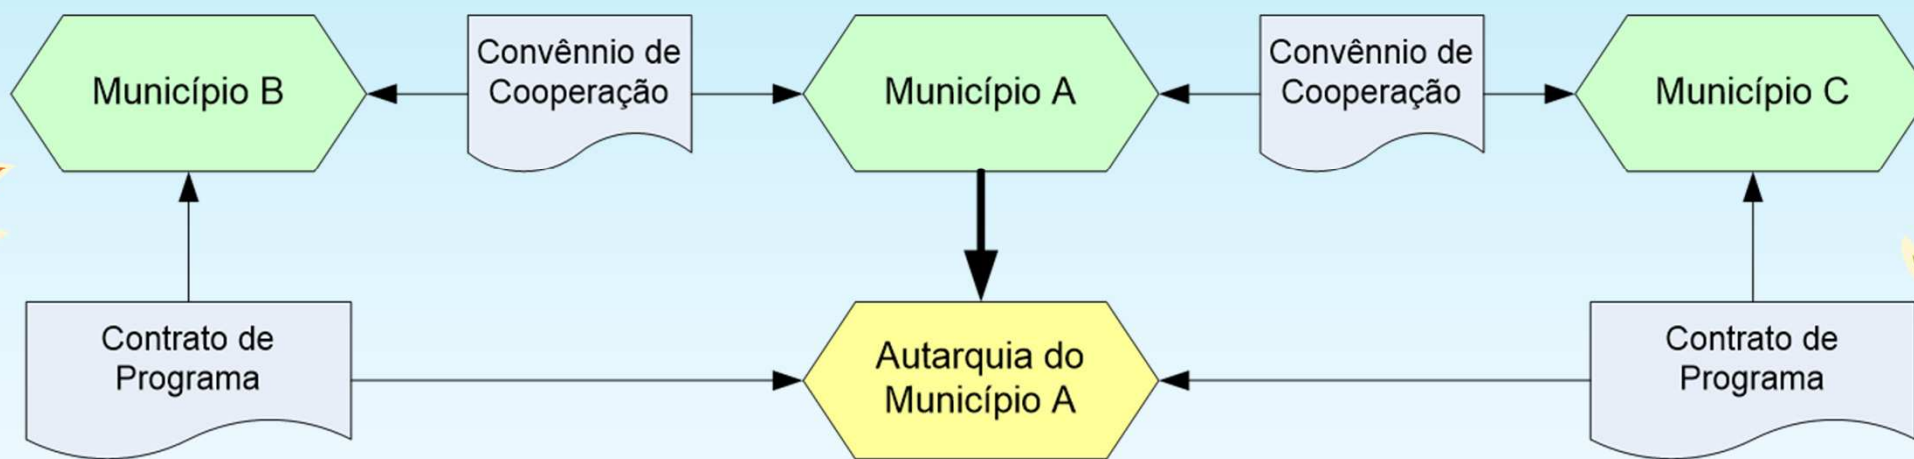 Município B
Convênnio de
Cooperação
Município A
Convênnio de
Cooperação
Município C
Contrato de
Programa
Autarquia do
Município A
Contrato de
Programa